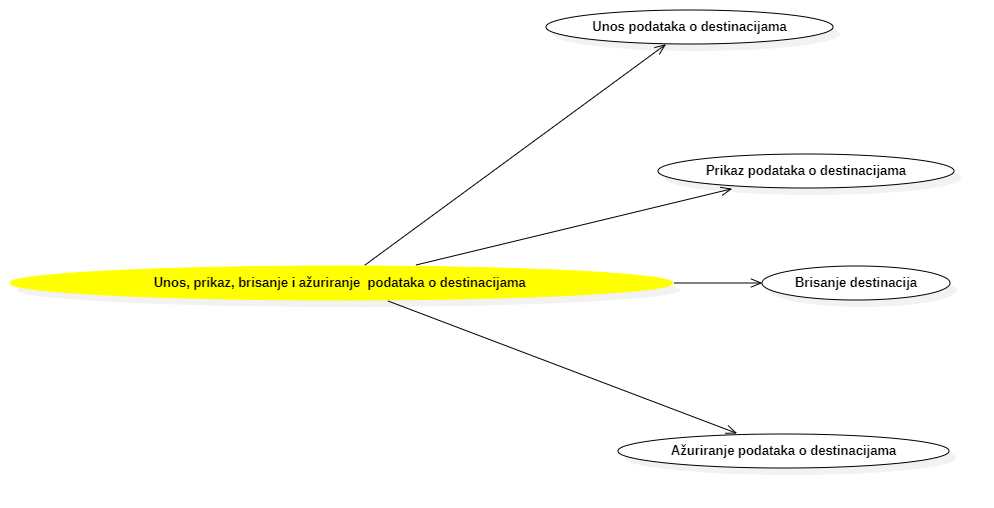 Unos podataka o destinacijama
Prikaz podataka o destinacijama
Unos, prikaz, brisanje i ažuriranje  podataka o destinacijama
Brisanje destinacija
Ažuriranje podataka o destinacijama